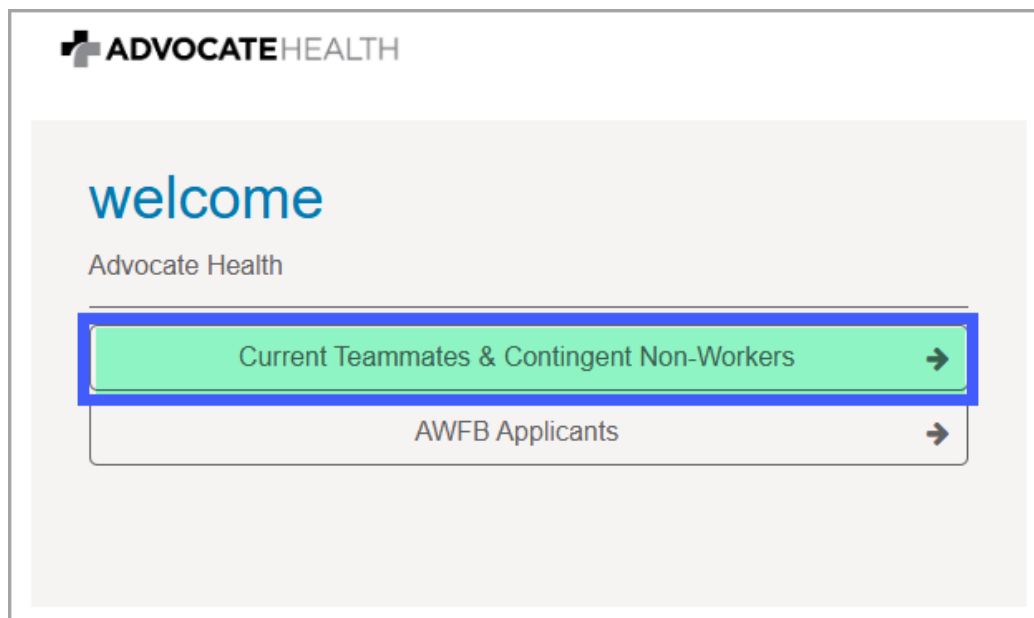 ADVOCATEHEALTH
welcome
Advocate Health
Current Teammates & Contingent Non-Workers
AWFB Applicants